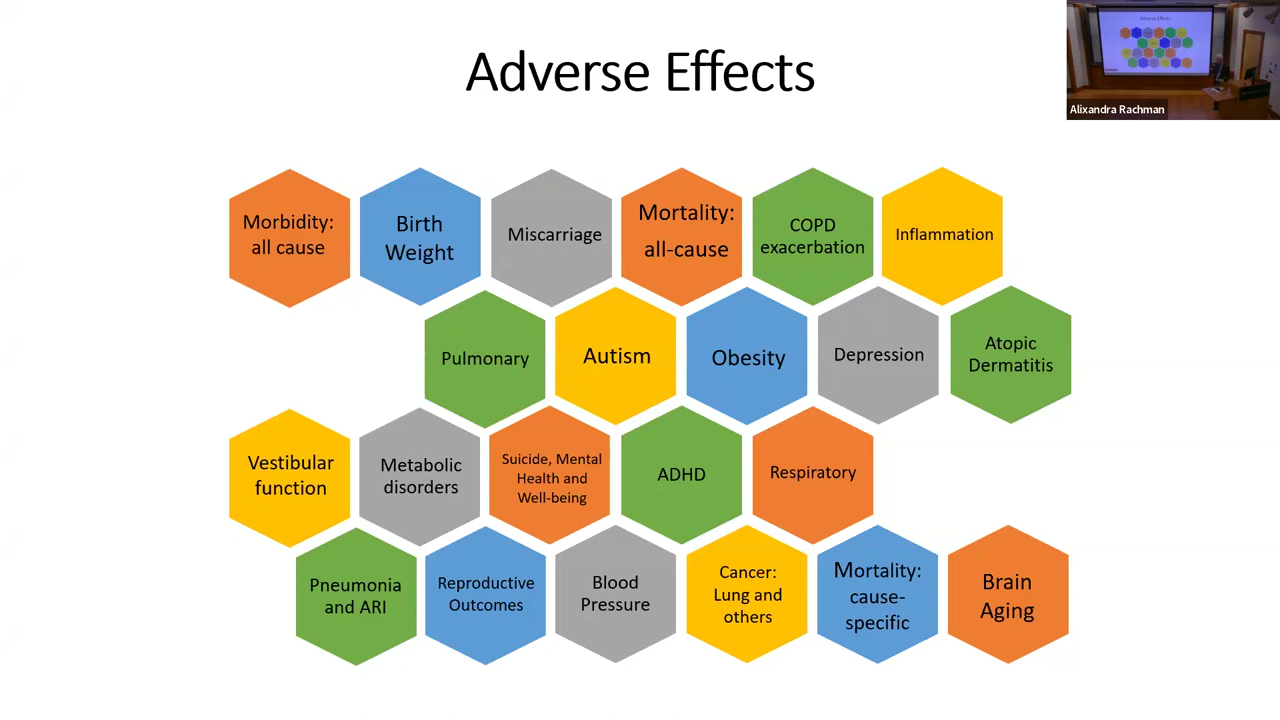 Adverse Effects
Alixandra Rachman
Morbidity:
all cause
Birth
Weight
Miscarriage
Mortality:
all-cause
COPD
exacerbation
Inflammation
Pulmonary
Autism
Obesity
Depression
Atopic
Dermatitis
Vestibular
function
Metabolic
disorders
Suicide, Mental
Health and
Well-being
ADHD
Respiratory
Pneumonia
and ARI
Reproductive
Outcomes
Blood
Pressure
Cancer:
Lung and
others
Mortality:
cause-
specific
Brain
Aging